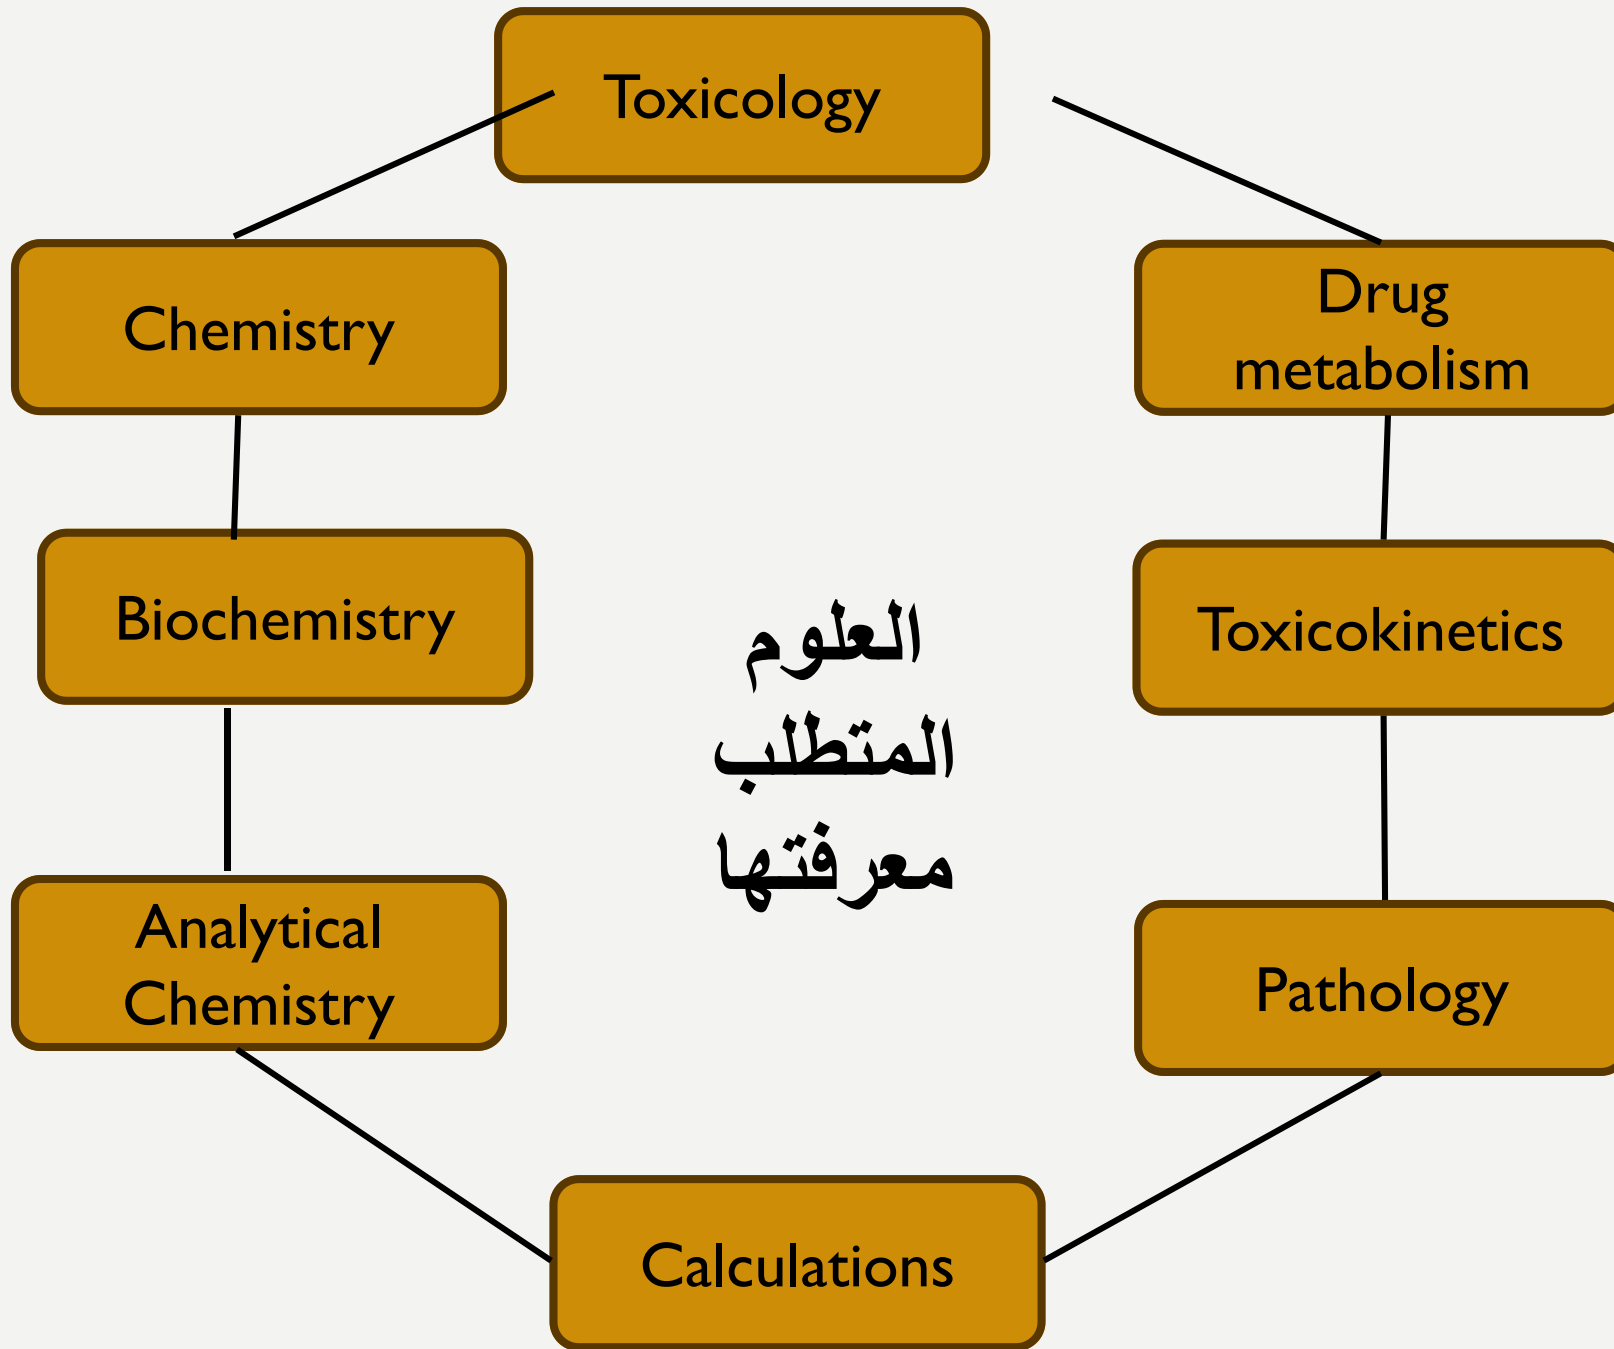 Toxicology
Chemistry
Drug
metabolism
Biochemistry
Toxicokinetics
العلوم
المتطلب
معرفتها
Analytical
Chemistry
Pathology
Calculations